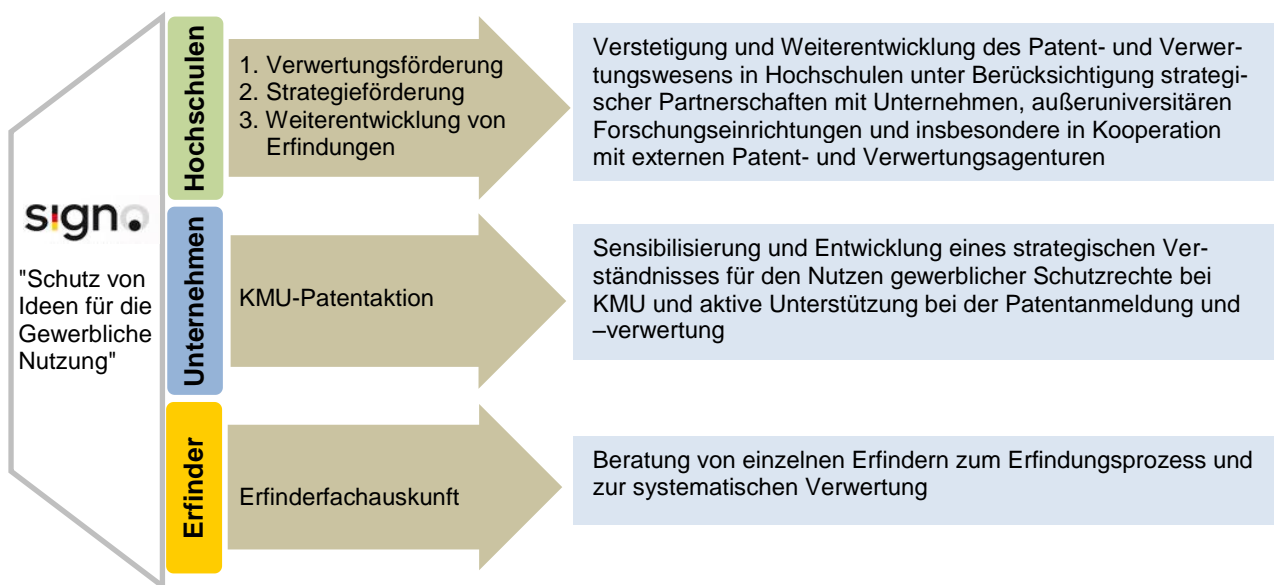 signo
"Schutz von
Ideen für die
Gewerbliche
Nutzung"
Hochschulen
1. Verwertungsförderung
2. Strategieförderung
3. Weiterentwicklung von
Erfindungen
Verstetigung und Weiterentwicklung des Patent- und Verwer-
tungswesens in Hochschulen unter Berücksichtigung strategi-
scher Partnerschaften mit Unternehmen, außeruniversitären
Forschungseinrichtungen und insbesondere in Kooperation
mit externen Patent- und Verwertungsagenturen
Unternehmen
KMU-Patentaktion
Sensibilisierung und Entwicklung eines strategischen Ver-
ständnisses für den Nutzen gewerblicher Schutzrechte bei
KMU und aktive Unterstützung bei der Patentanmeldung und
–verwertung
Erfinder
Erfinderfachauskunft
Beratung von einzelnen Erfindern zum Erfindungsprozess und
zur systematischen Verwertung